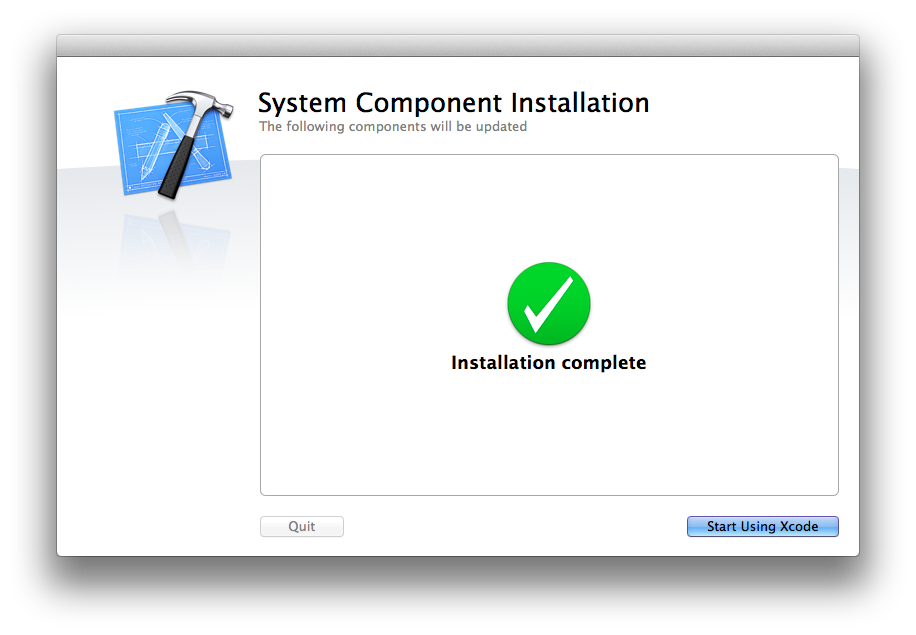 System Component Installation
The following components will be updated
Installation complete
Quit
Start Using Xcode